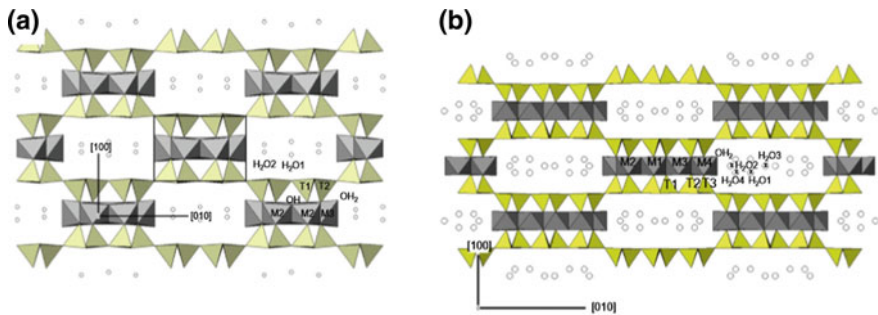 (a)
(b)
[100]
[010]
H2O2 H2O1
T1 T2
OH
OH2
M2 M2 M3
M2 M1 M3 M4
OH2
H2O3
H2O2
H2O4 H2O1
T1 T2 T3
[100]
[010]